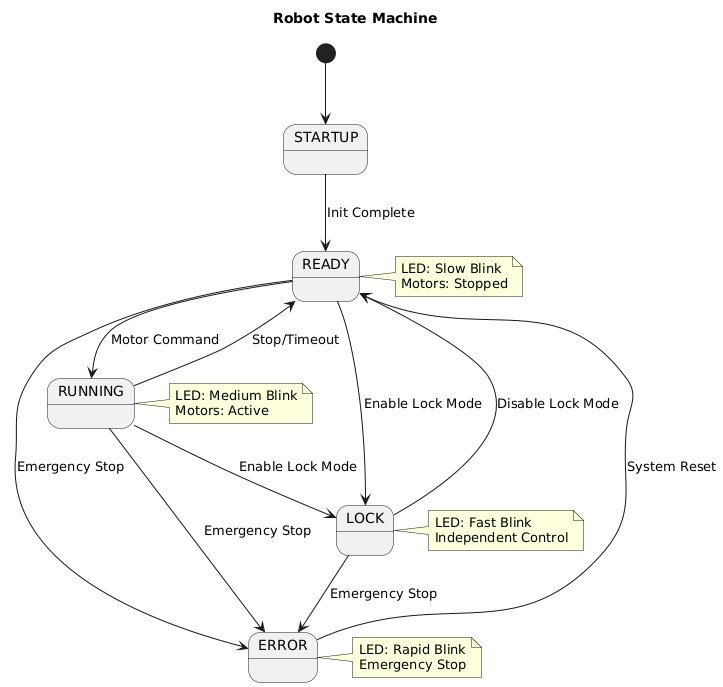 Robot State Machine
STARTUP
Init Complete
READY
LED: Slow Blink
Motors: Stopped
Motor Command
Stop/Timeout
RUNNING
LED: Medium Blink
Motors: Active
Enable Lock Mode
Disable Lock Mode
Emergency Stop
Enable Lock Mode
System Reset
LOCK
LED: Fast Blink
Independent Control
Emergency Stop
Emergency Stop
ERROR
LED: Rapid Blink
Emergency Stop